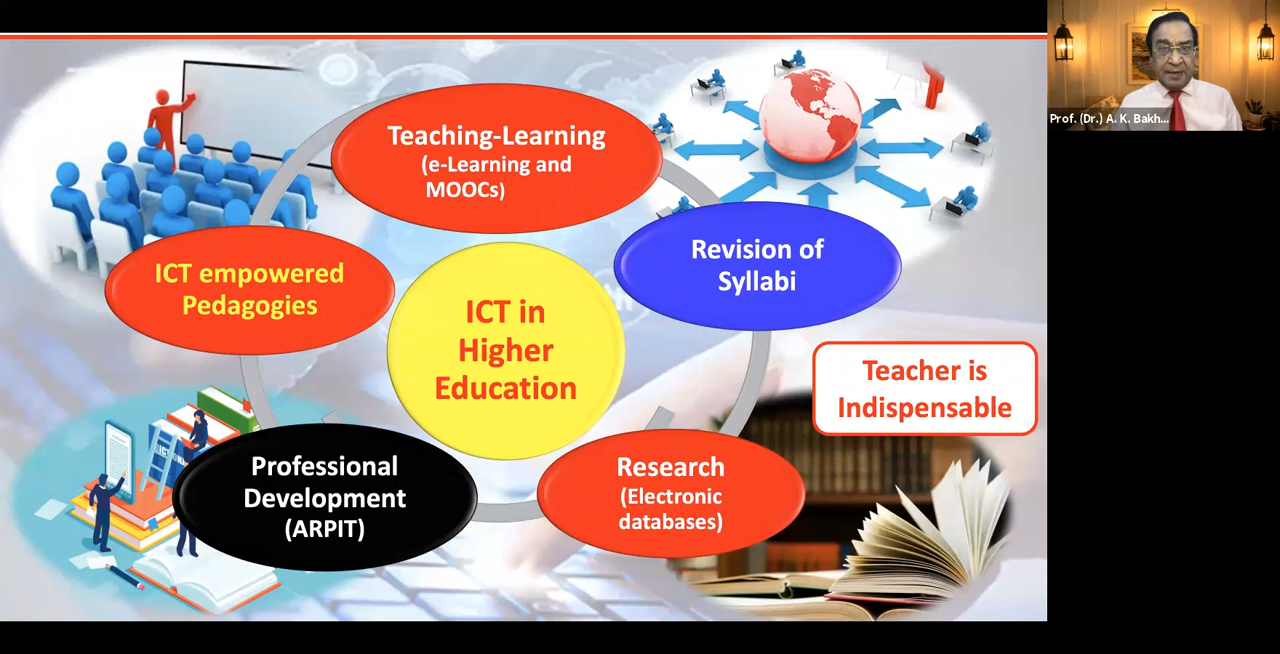 Teaching-Learning
(e-Learning and
MOOCs)
Revision of
Syllabi
Research
(Electronic
databases)
Professional
Development
(ARPIT)
ICT empowered
Pedagogies
ICT in
Higher
Education
Teacher is
Indispensable
Prof. (Dr.) A. K. Bakh...